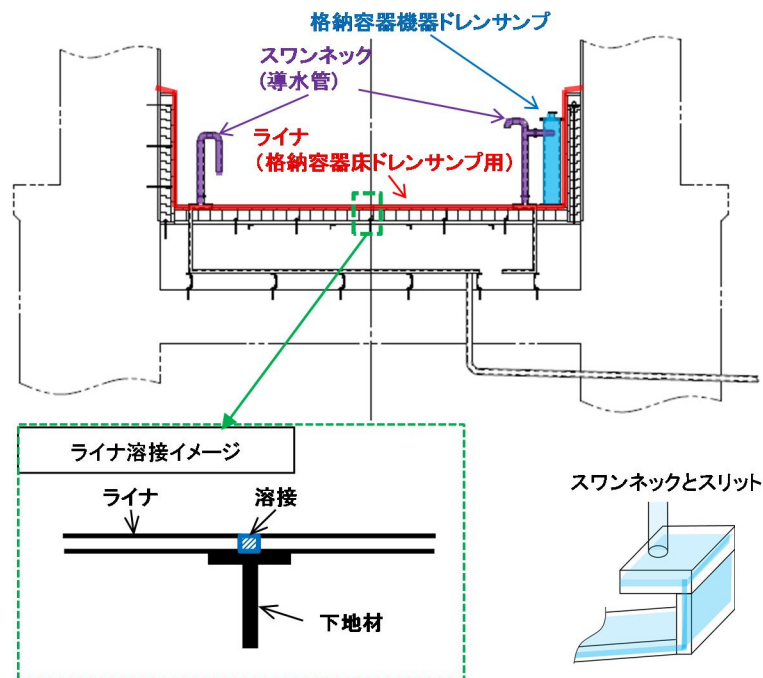 格納容器機器ドレンサンプ
スワンネック
(導水管)
ライナ
(格納容器床ドレンサンプ用)
ライナ溶接イメージ
ライナ
溶接
下地材
スワンネックとスリット